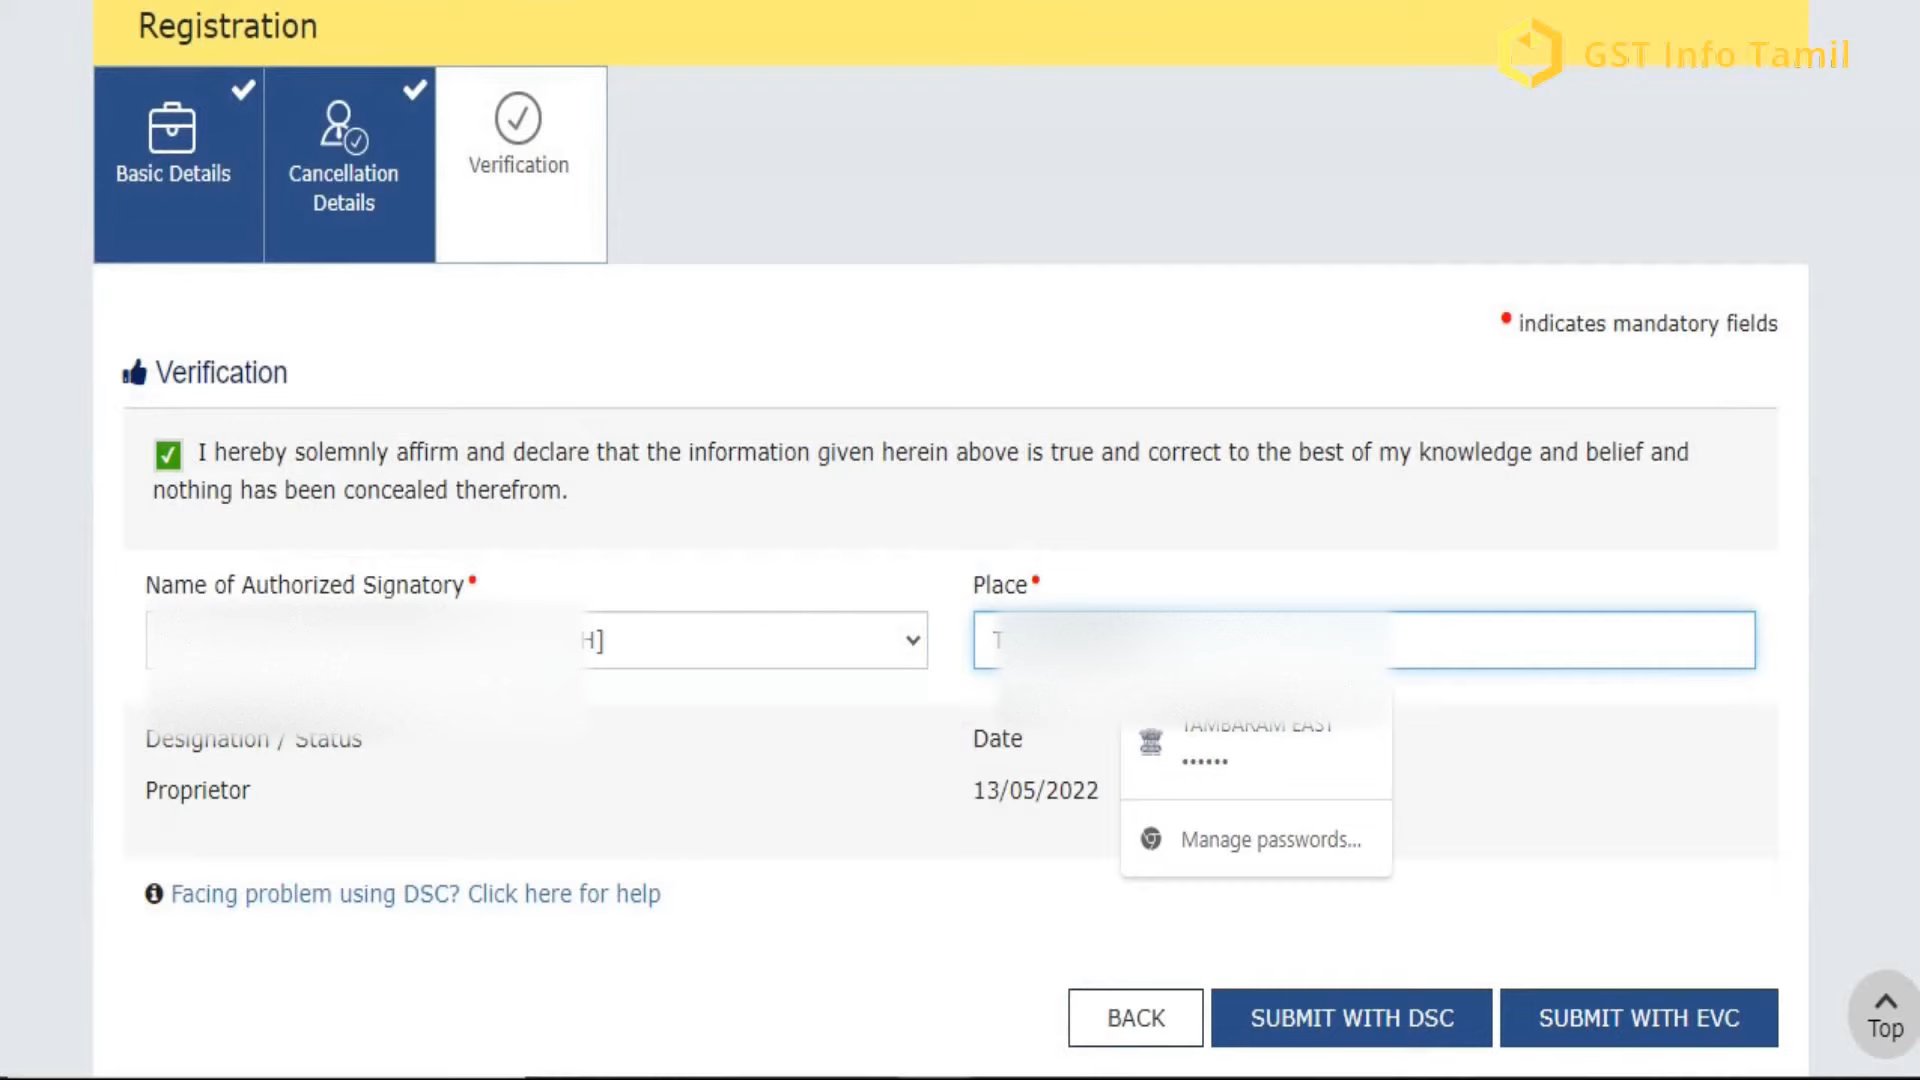 Registration
GST Info Tamil
Basic Details
Cancellation
Details
Verification
• indicates mandatory fields
Verification
I hereby solemnly affirm and declare that the information given herein above is true and correct to the best of my knowledge and belief and
nothing has been concealed therefrom.
Name of Authorized Signatory•
Place•
H]
T
Designation / Status
Date
TAMBARAM EAST
••••••
Proprietor
13/05/2022
Manage passwords...
Facing problem using DSC? Click here for help
BACK
SUBMIT WITH DSC
SUBMIT WITH EVC
Top